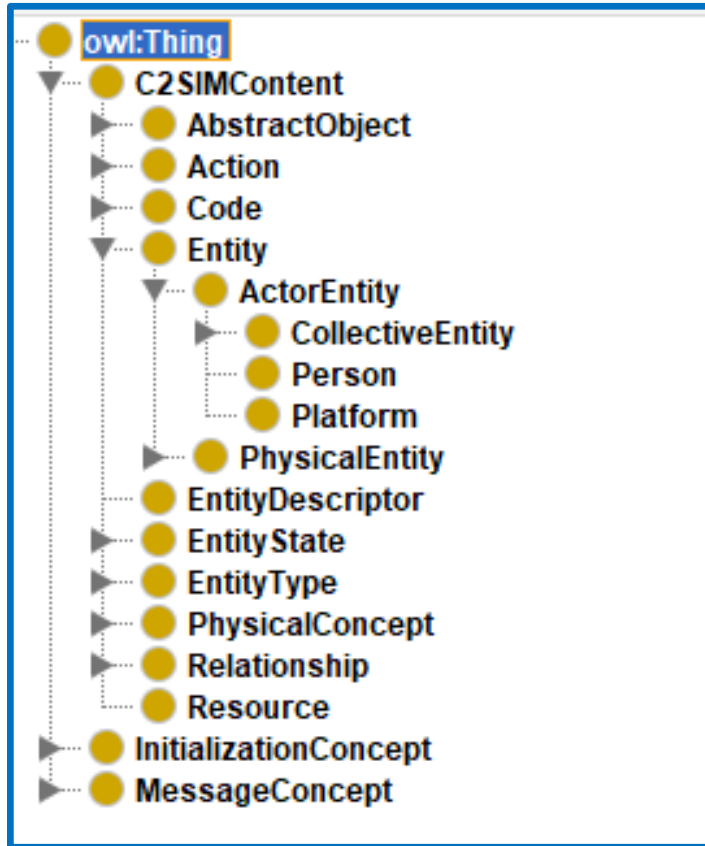 owl:Thing
C2SIMContent
AbstractObject
Action
Code
Entity
ActorEntity
CollectiveEntity
Person
Platform
PhysicalEntity
EntityDescriptor
EntityState
EntityType
PhysicalConcept
Relationship
Resource
InitializationConcept
MessageConcept